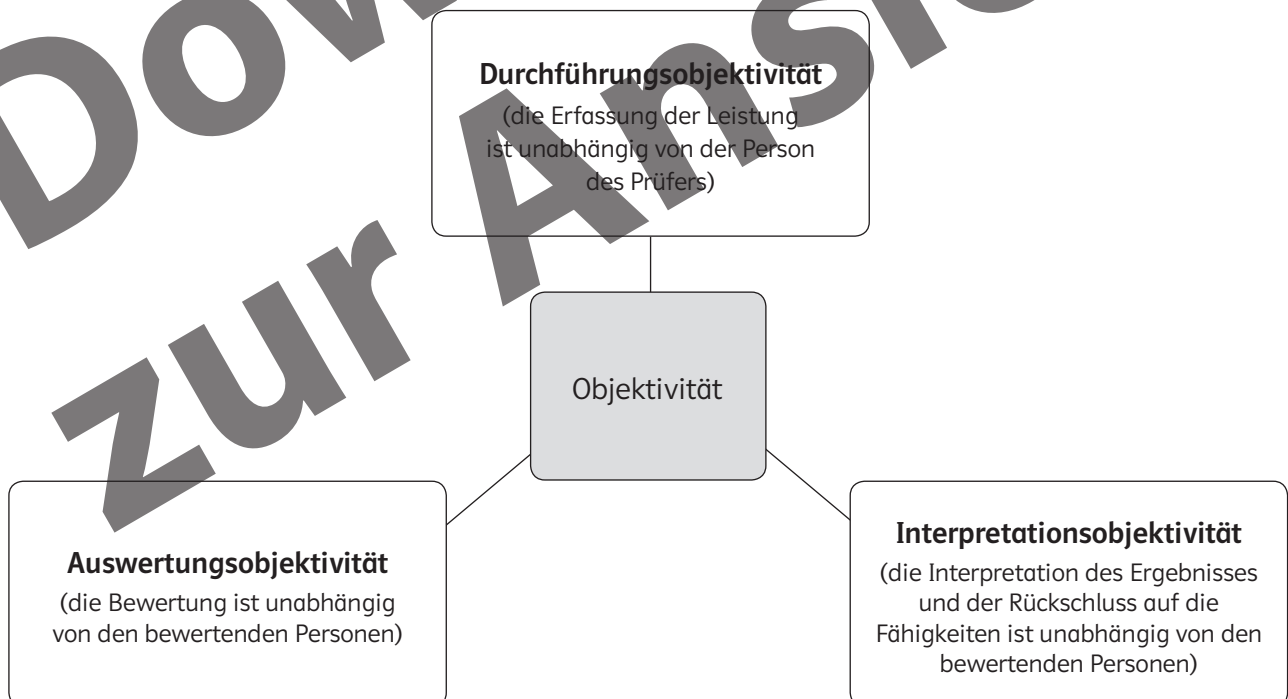 Durchführungsobjektivität
(die Erfassung der Leistung
ist unabhängig von der Person
des Prüfers)
Objektivität
Auswertungsobjektivität
(die Bewertung ist unabhängig
von den bewertenden Personen)
Interpretationsobjektivität
(die Interpretation des Ergebnisses
und der Rückschluss auf die
Fähigkeiten ist unabhängig von den
bewertenden Personen)
zur